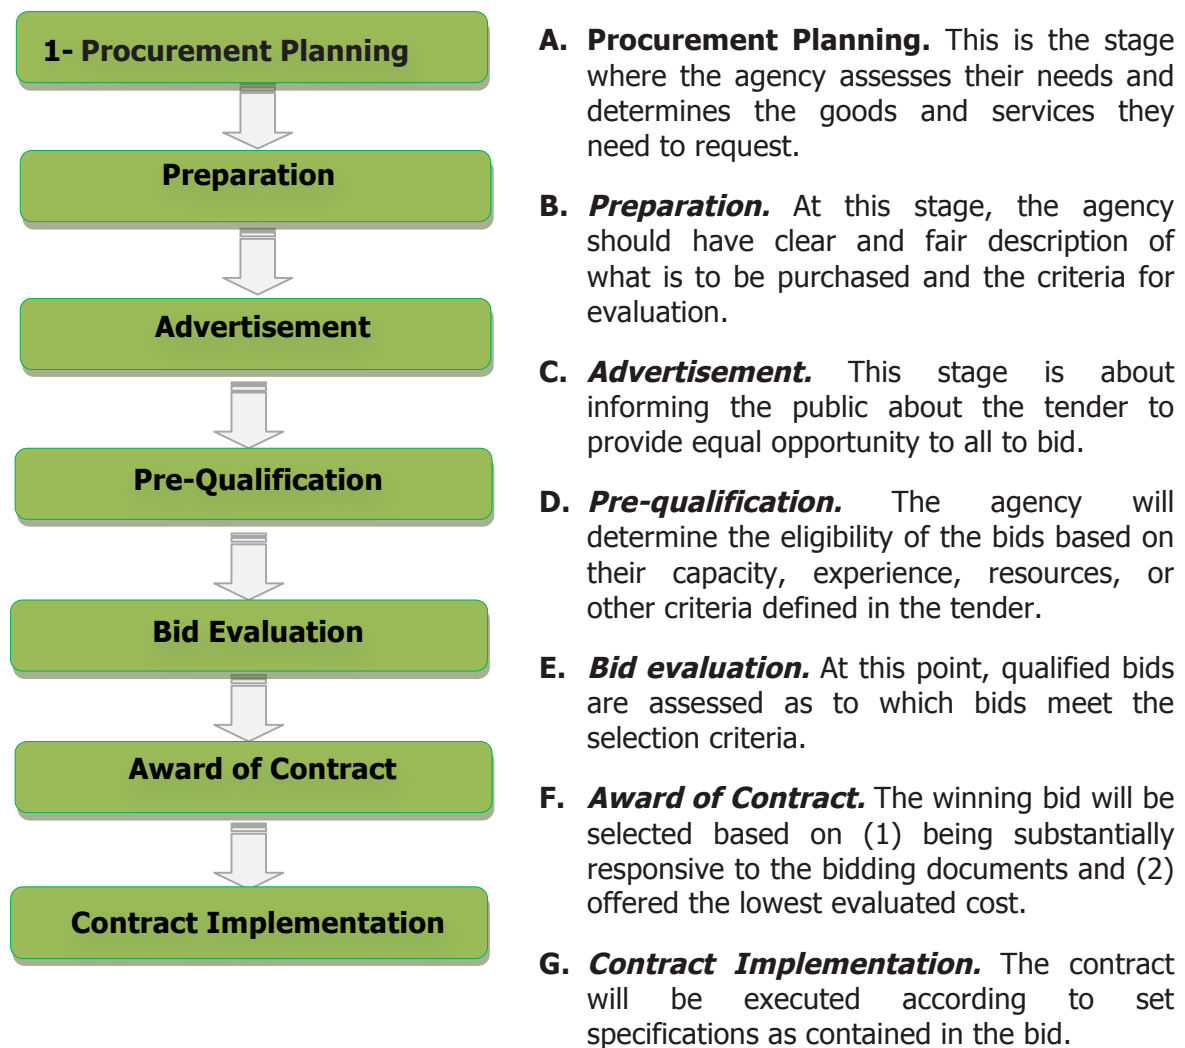 1- Procurement Planning
Preparation
Advertisement
Pre-Qualification
Bid Evaluation
Award of Contract
Contract Implementation
A. Procurement Planning. This is the stage
where the agency assesses their needs and
determines the goods and services they
need to request.
B. Preparation. At this stage, the agency
should have clear and fair description of
what is to be purchased and the criteria for
evaluation.
C. Advertisement. This stage is about
informing the public about the tender to
provide equal opportunity to all to bid.
D. Pre-qualification. The agency will
determine the eligibility of the bids based on
their capacity, experience, resources, or
other criteria defined in the tender.
E. Bid evaluation. At this point, qualified bids
are assessed as to which bids meet the
selection criteria.
F. Award of Contract. The winning bid will be
selected based on (1) being substantially
responsive to the bidding documents and (2)
offered the lowest evaluated cost.
G. Contract Implementation. The contract
will be executed according to set
specifications as contained in the bid.